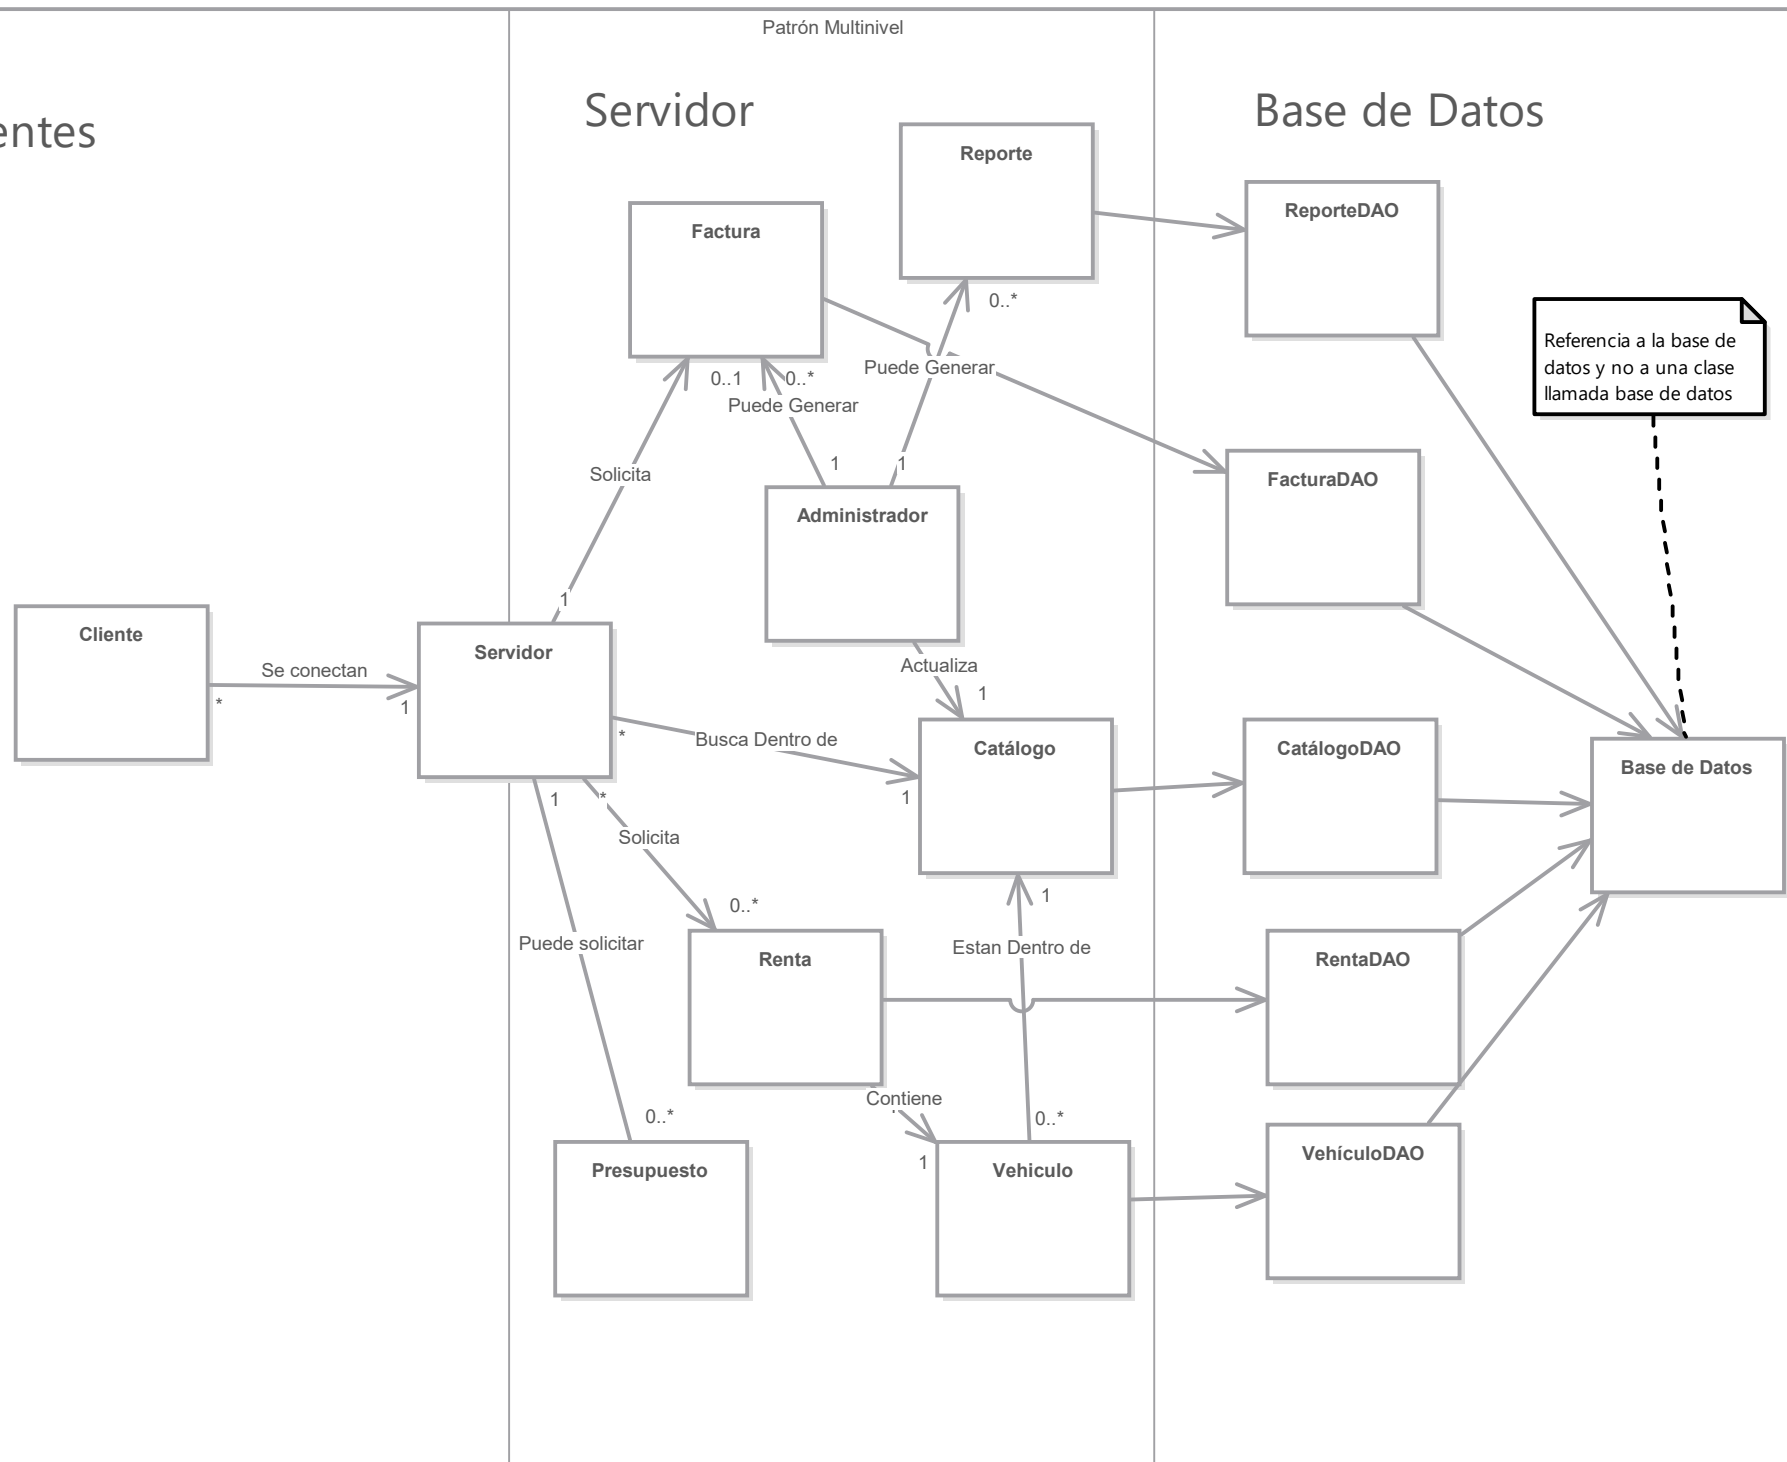 Patrón Multinivel
entes
Servidor
Base de Datos
Reporte
ReporteDAO
Factura
0..*
Referencia a la base de
datos y no a una clase
llamada base de datos
Puede Generar
0..1
0..*
Puede Generar
1
1
Solicita
FacturaDAO
Administrador
1
Cliente
Servidor
Se conectan
*
1
Actualiza
1
*
Busca Dentro de
1
Catálogo
CatálogoDAO
Base de Datos
1
*
Solicita
0..*
1
Puede solicitar
Estan Dentro de
Renta
RentaDAO
Contiene
0..*
0..*
1
Presupuesto
Vehiculo
VehículoDAO